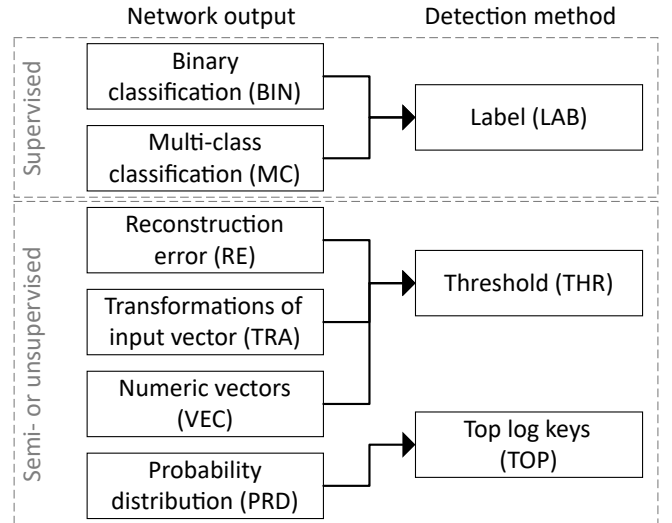 Network output
Detection method
Supervised
Binary
classification (BIN)
Multi-class
classification (MC)
Label (LAB)
Semi- or unsupervised
Reconstruction
error (RE)
Transformations of
input vector (TRA)
Numeric vectors
(VEC)
Probability
distribution (PRD)
Threshold (THR)
Top log keys
(TOP)